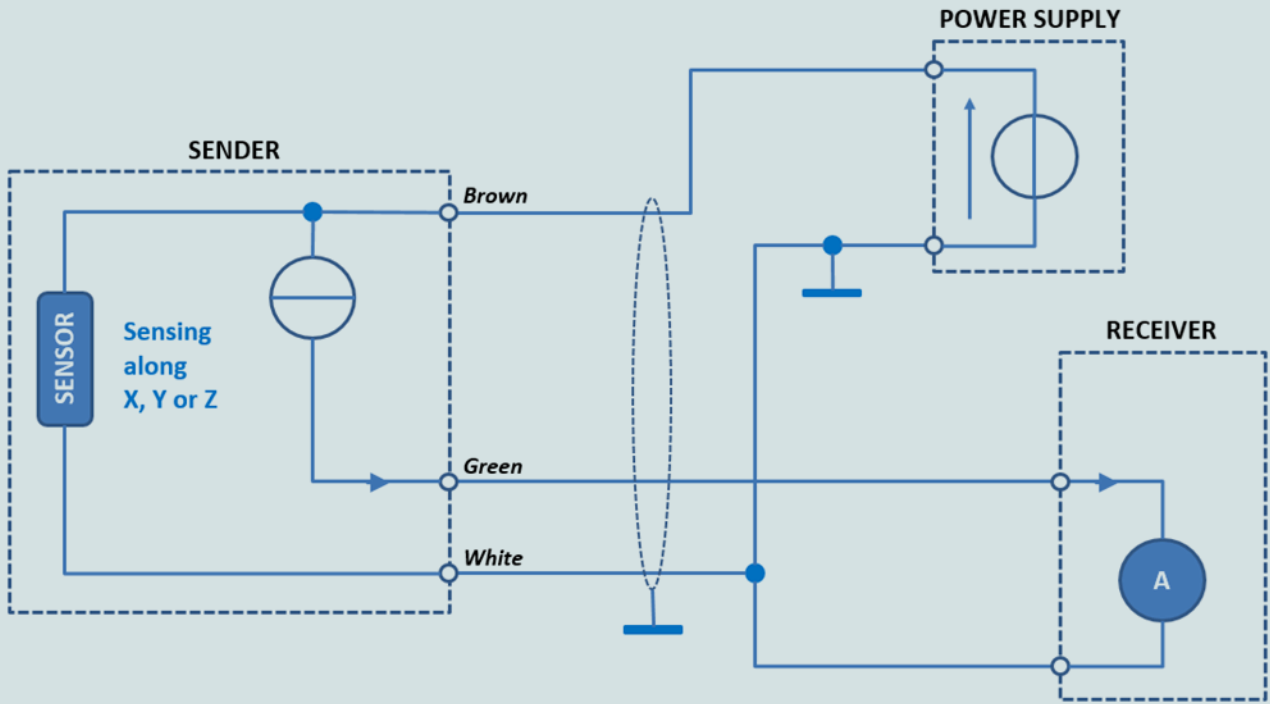 POWER SUPPLY
SENDER
Brown
SENSOR
Sensing
along
X, Y or Z
RECEIVER
Green
White
A